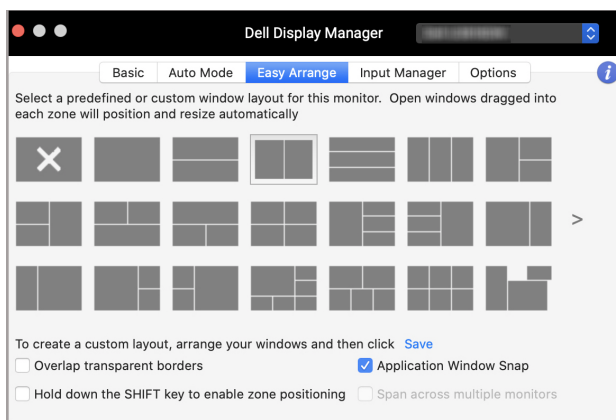 Dell Display Manager
Basic Auto Mode Easy Arrange Input Manager Options i
Select a predefined or custom window layout for this monitor. Open windows dragged into
each zone will position and resize automatically
>
To create a custom layout, arrange your windows and then click Save
Overlap transparent borders Application Window Snap
Hold down the SHIFT key to enable zone positioning Span across multiple monitors